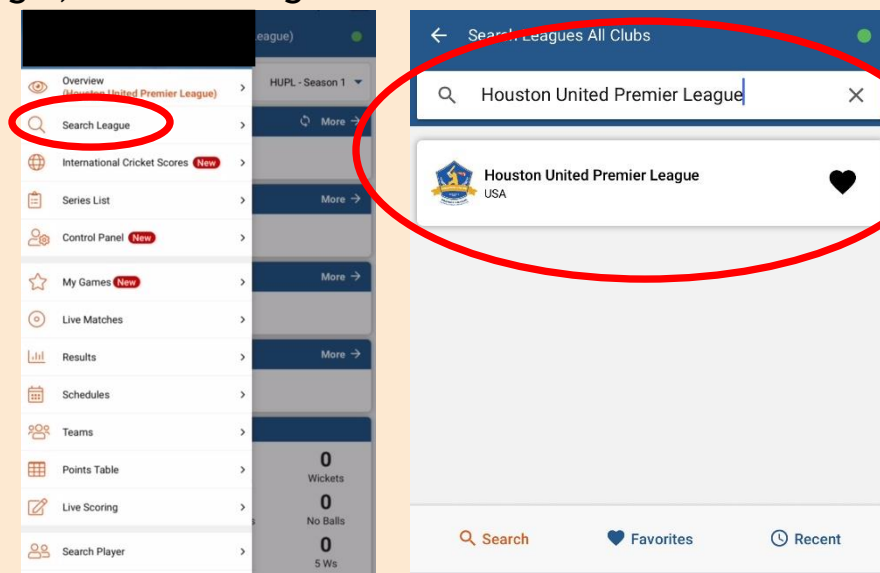 eague)
Overview
(Houston United Premier League)
HUPL - Season 1
Search League
More →
International Cricket Scores New
Series List
More →
Control Panel New
My Games New
More →
Live Matches
Results
More →
Schedules
Teams
Points Table
0
Wickets
Live Scoring
0
s
No Balls
Search Player
0
5 Ws
← Search Leagues All Clubs
Houston United Premier League
Houston United Premier League
USA
Search Favorites Recent